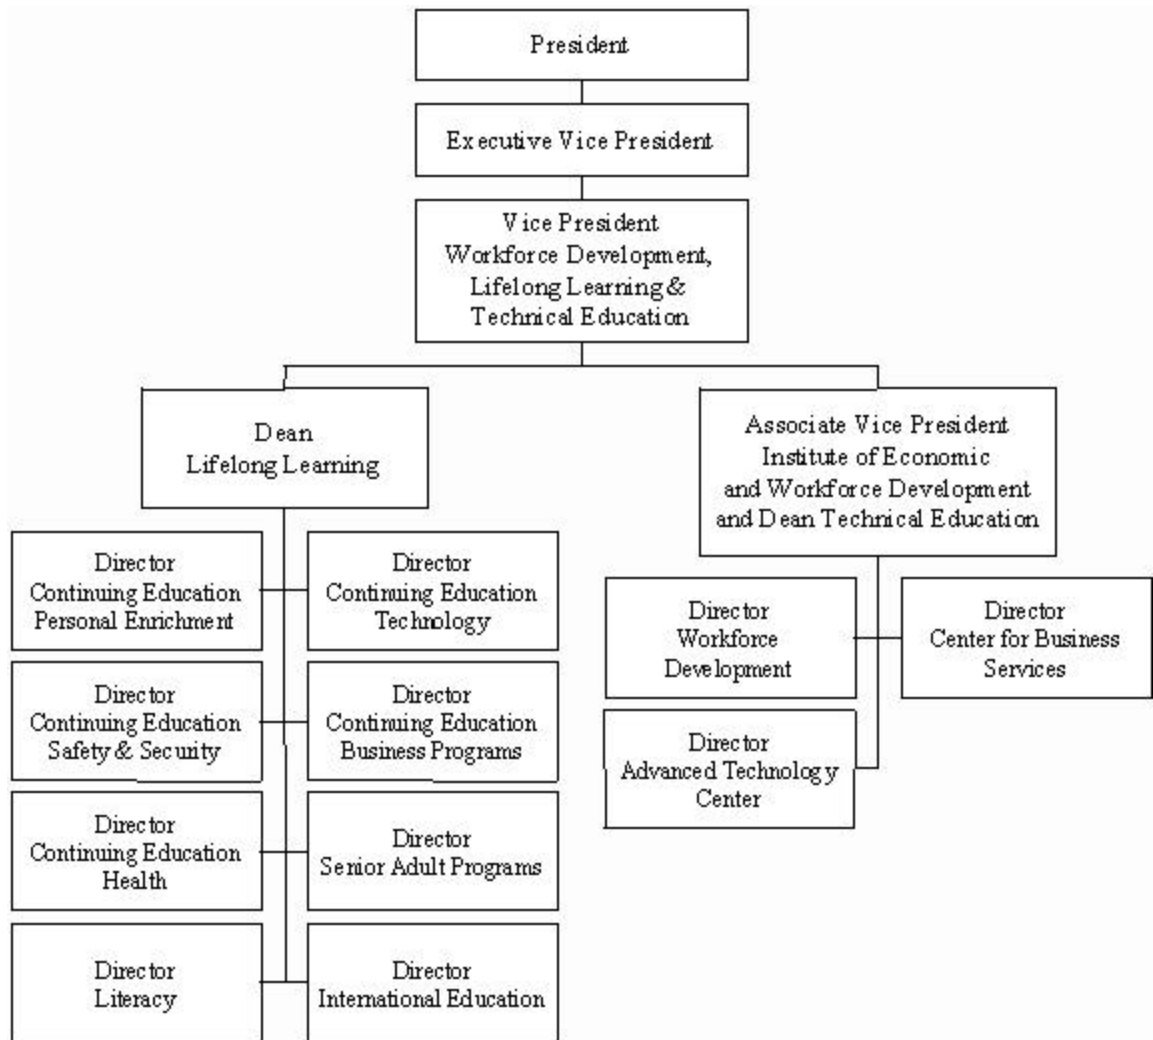 President
Executive Vice President
Vice President
Workforce Development,
Lifelong Learning &
Technical Education
Dean
Lifelong Learning
Associate Vice President
Institute of Economic
and Workforce Development
and Dean Technical Education
Director
Continuing Education
Personal Enrichment
Director
Continuing Education
Technology
Director
Workforce
Development
Director
Center for Business
Services
Director
Continuing Education
Safety & Security
Director
Continuing Education
Business Programs
Director
Advanced Technology
Center
Director
Continuing Education
Health
Director
Senior Adult Programs
Director
Literacy
Director
International Education